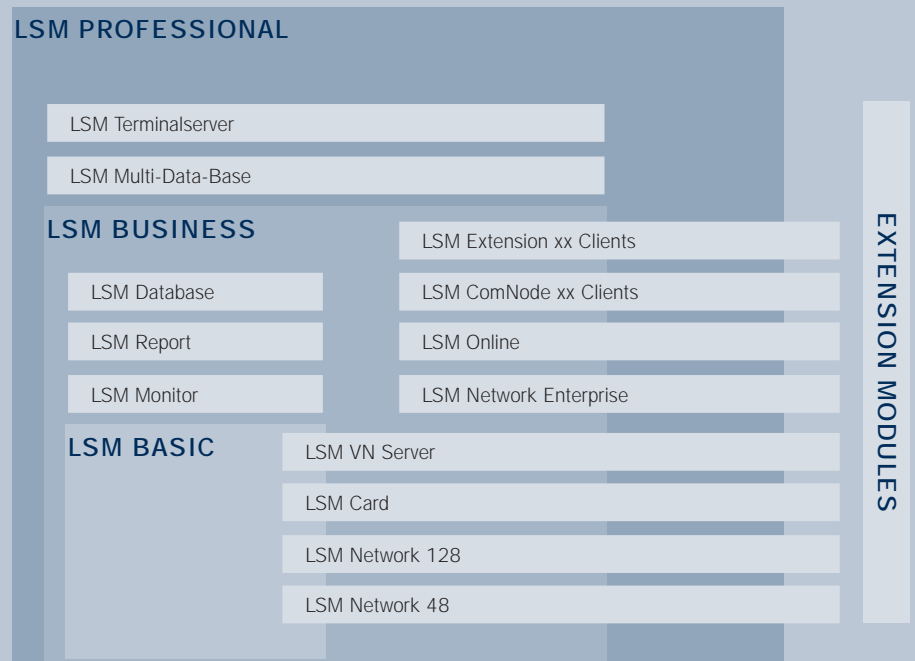 LSM PROFESSIONAL
LSM Terminalserver
LSM Multi-Data-Base
LSM BUSINESS
LSM Database
LSM Report
LSM Monitor
LSM Extension xx Clients
LSM ComNode xx Clients
LSM Online
LSM Network Enterprise
LSM BASIC
LSM VN Server
LSM Card
LSM Network 128
LSM Network 48
EXTENSION MODULES